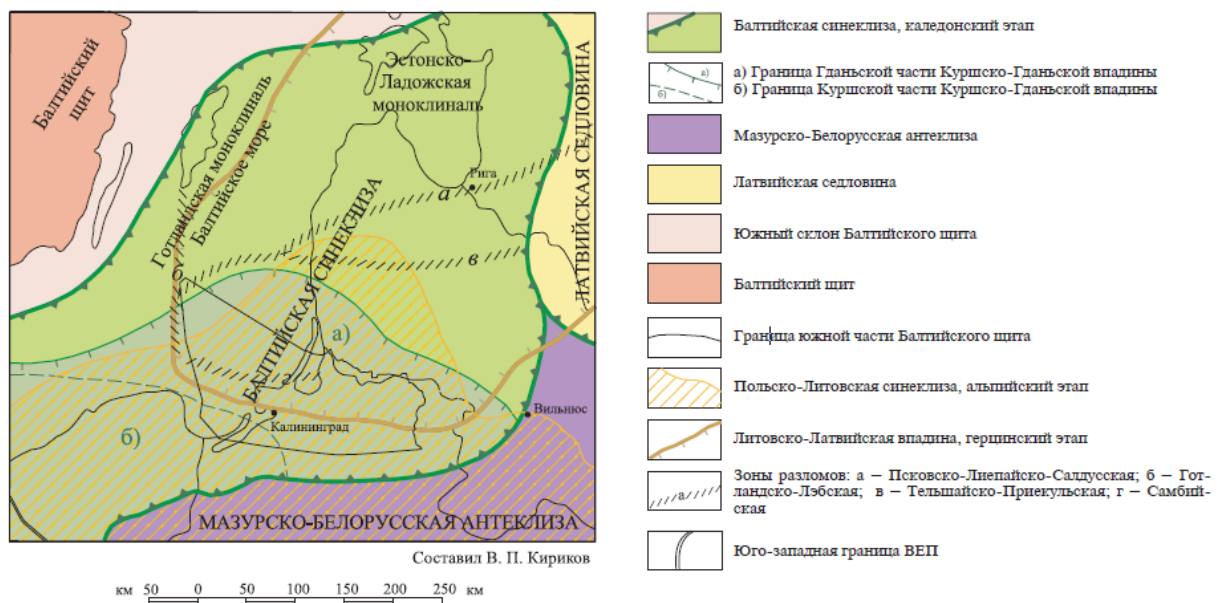 Балтийский
щит
Эстонско-
Ладожская
моноклиналь
Готландская моноклиналь
Балтийское море
БАЛТИЙСКАЯ СИНЕКЛИЗА
ЛАТВИЙСКАЯ СЕДЛОВИНА
Рига
а
в
а)
г
б)
Калининград
Вильнюс
МАЗУРСКО-БЕЛОРУССКАЯ АНТЕКЛИЗА
Составил В. П. Кириков
км 50 0 50 100 150 200 250 км
Балтийская синеклиза, каледонский этап
а)
б)
а) Граница Гданьской части Куршско-Гданьской впадины
б) Граница Куршской части Куршско-Гданьской впадины
Мазурско-Белорусская антеклиза
Латвийская седловина
Южный склон Балтийского щита
Балтийский щит
Граница южной части Балтийского щита
Польско-Литовская синеклиза, альпийский этап
Литовско-Латвийская впадина, герцинский этап
а
Зоны разломов: а – Псковско-Лиепайско-Салдусская; б – Гот-
ландско-Лэбская; в – Тельшайско-Приекульская; г – Самбий-
ская
Юго-западная граница ВЕП